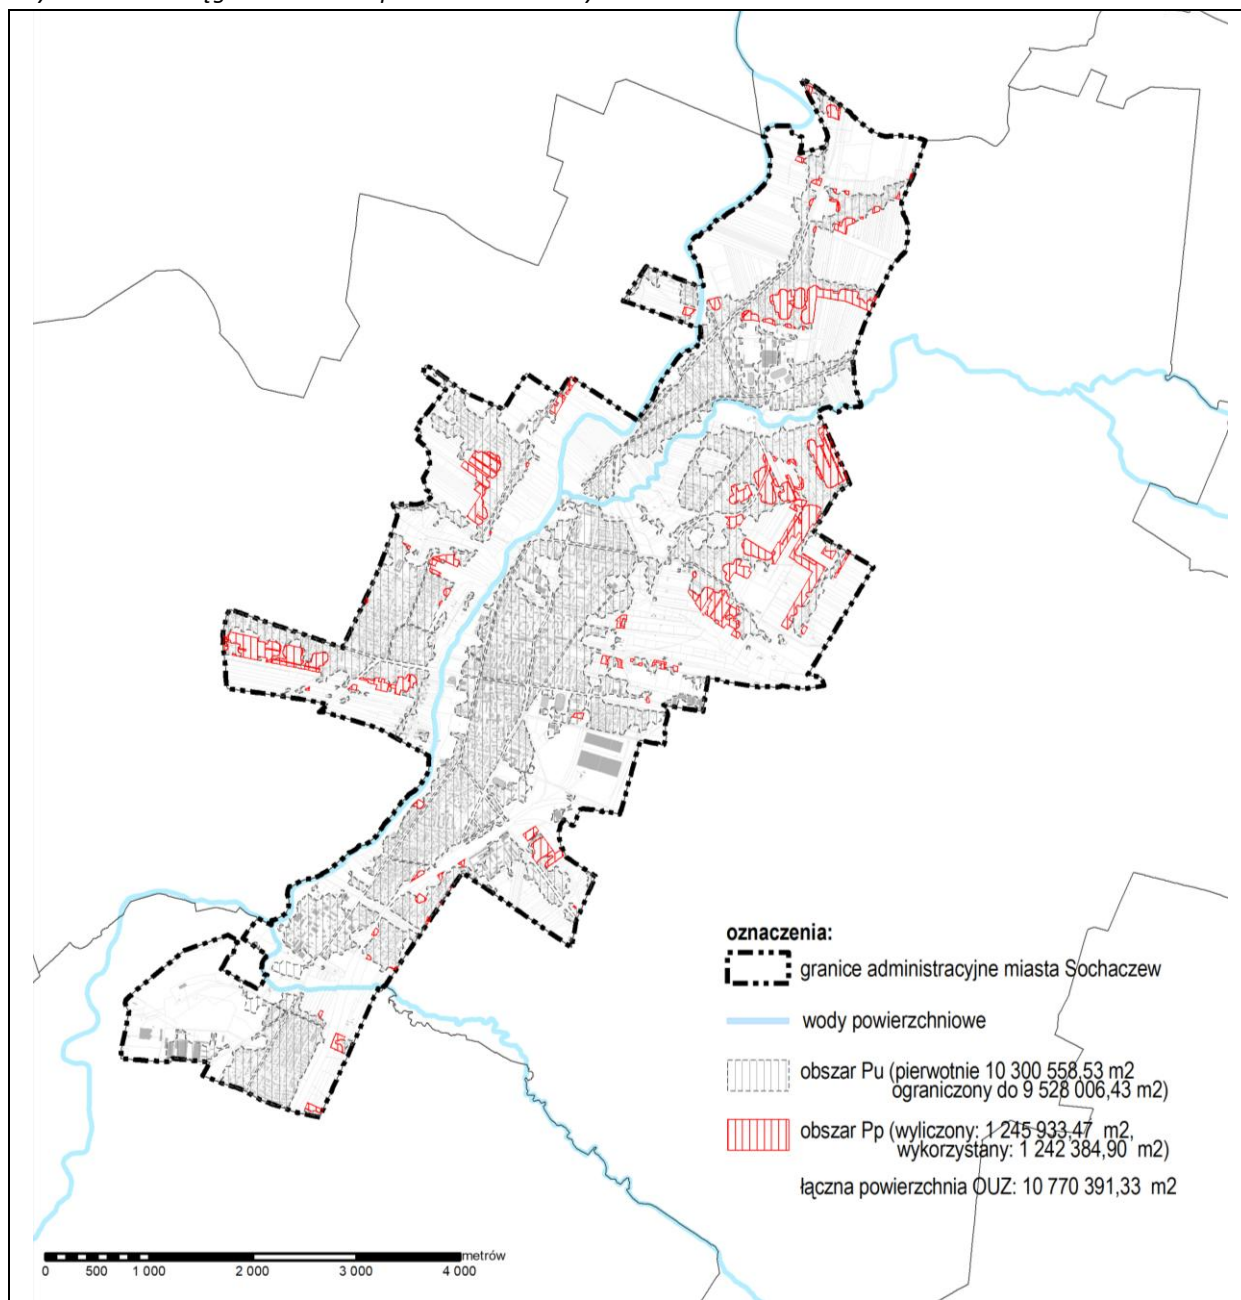 oznaczenia:
granice administracyjne miasta Sochaczew
wody powierzchniowe
obszar Pu (pierwotnie 10 300 558,53 m2
ograniczony do 9 528 006,43 m2)
obszar Pp (wyliczony: 1 245 933,47 m2,
wykorzystany: 1 242 384,90 m2)
łączna powierzchnia OUZ: 10 770 391,33 m2
metrów
0 500 1 000 2 000 3 000 4 000